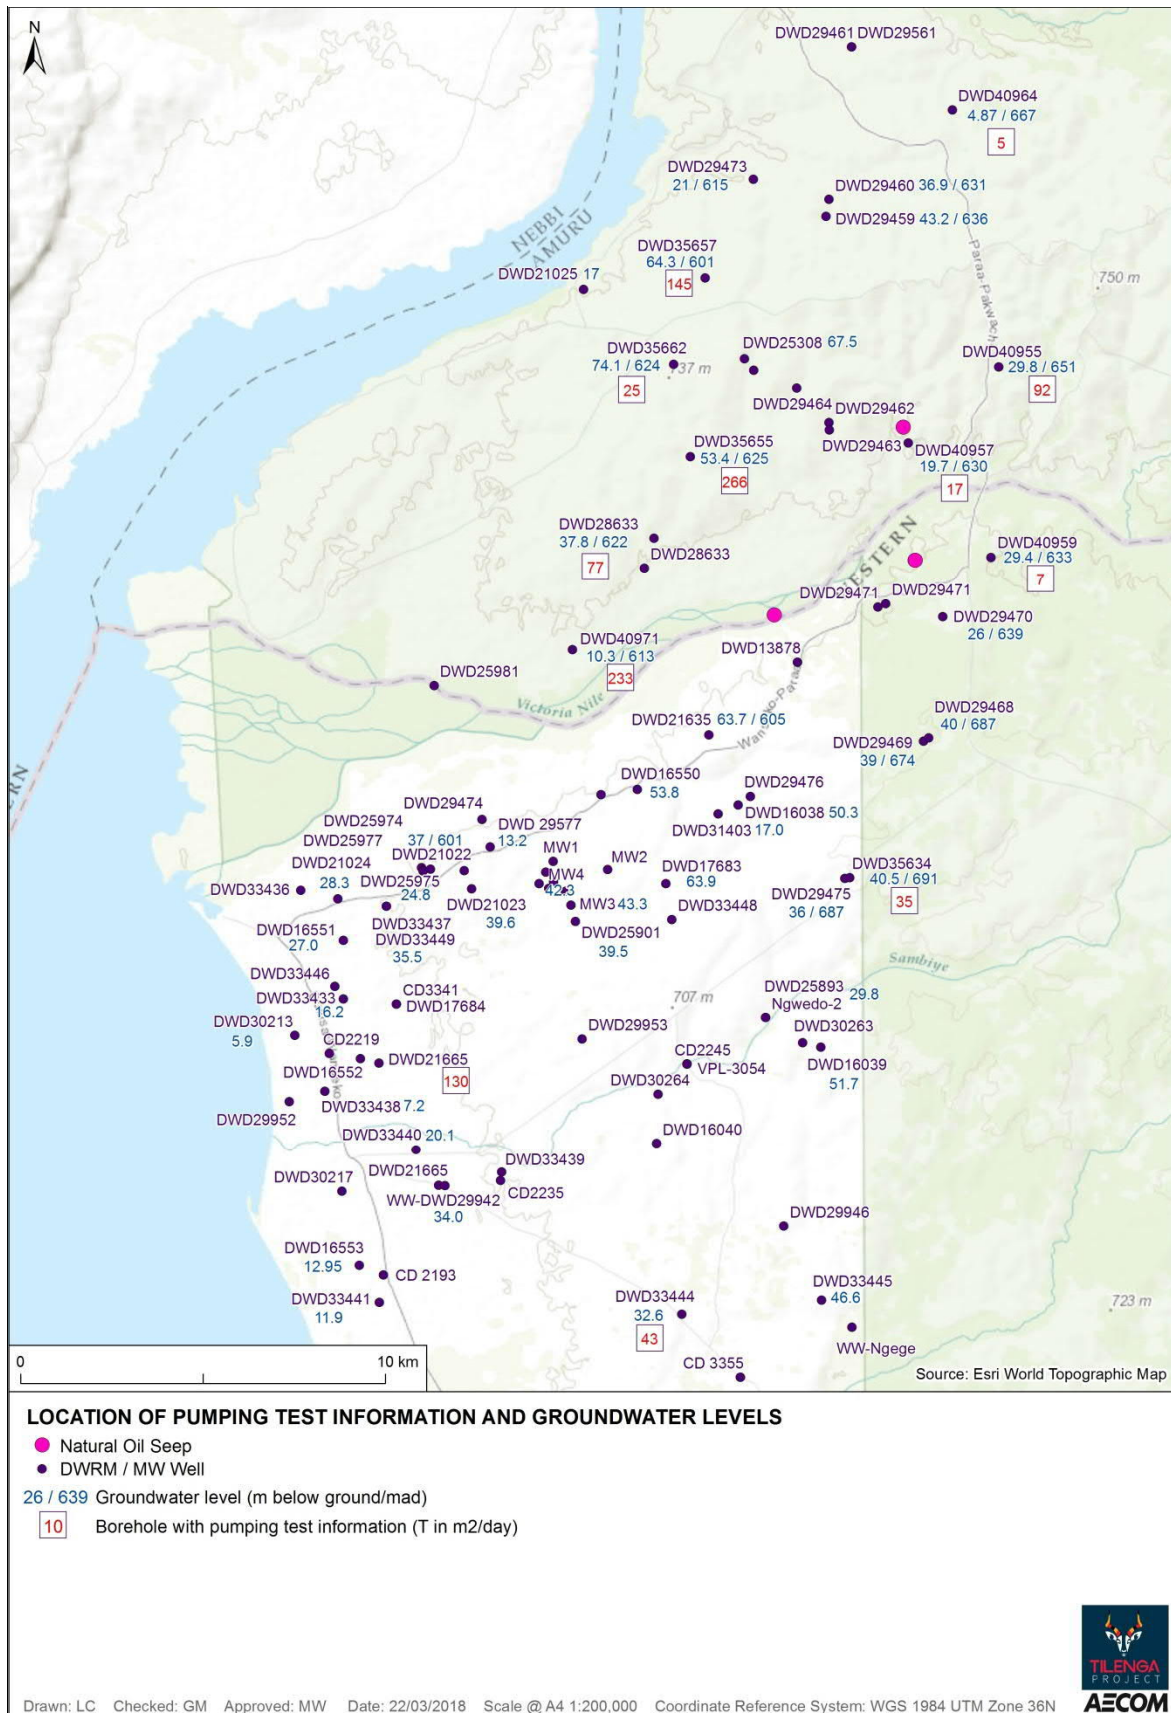 N
DWD29461 DWD29561
DWD40964
4.87 / 667
5
DWD29473
21 / 615
DWD29460 36.9 / 631
DWD29459 43.2 / 636
NEBBI
AMURU
DWD35657
64.3 / 601
145
DWD21025 17
Paraa-Pakwach
750 m
DWD25308 67.5
DWD35662
74.1 / 624
737 m
25
DWD40955
29.8 / 651
92
DWD29464
DWD29462
DWD29463
DWD40957
19.7 / 630
17
DWD35655
53.4 / 625
266
DWD28633
37.8 / 622
77
DWD28633
DWD40959
29.4 / 633
7
DWD29471
DWD29471
DWD29470
26 / 639
DWD40971
10.3 / 613
233
DWD13878
DWD25981
Victoria Nile
DWD21635 63.7 / 605
DWD29468
40 / 687
DWD29469
39 / 674
DWD16550
53.8
DWD29476
DWD16038 50.3
DWD31403 17.0
DWD29474
DWD25974
DWD 29577
13.2
DWD25977
37 / 601
DWD21022
MW1
DWD21024
28.3
MW2
DWD17683
63.9
DWD35634
40.5 / 691
35
DWD33436
DWD25975
24.8
MW4
42.3
DWD29475
36 / 687
DWD21023
39.6
MW3 43.3
DWD33448
DWD33437
DWD33449
35.5
DWD16551
27.0
DWD25901
39.5
Sambiye
DWD33446
DWD33433
16.2
CD3341
DWD17684
DWD25893 29.8
Ngwedo-2
707 m
DWD30213
5.9
CD2219
DWD29953
DWD30263
DWD16039
51.7
DWD21665
130
CD2245
VPL-3054
DWD16552
DWD30264
DWD29952
DWD33438 7.2
DWD33440 20.1
DWD16040
DWD30217
DWD21665
DWD33439
WW-DWD29942
34.0
CD2235
DWD29946
DWD16553
12.95
CD 2193
DWD33441
11.9
DWD33444
32.6
43
DWD33445
46.6
723 m
WW-Ngege
CD 3355
0 10 km
Source: Esri World Topographic Map
LOCATION OF PUMPING TEST INFORMATION AND GROUNDWATER LEVELS
Natural Oil Seep
DWRM / MW Well
26 / 639 Groundwater level (m below ground/mad)
10 Borehole with pumping test information (T in m2/day)
TILENGA
PROJECT
AECOM
Drawn: LC Checked: GM Approved: MW Date: 22/03/2018 Scale @ A4 1:200,000 Coordinate Reference System: WGS 1984 UTM Zone 36N